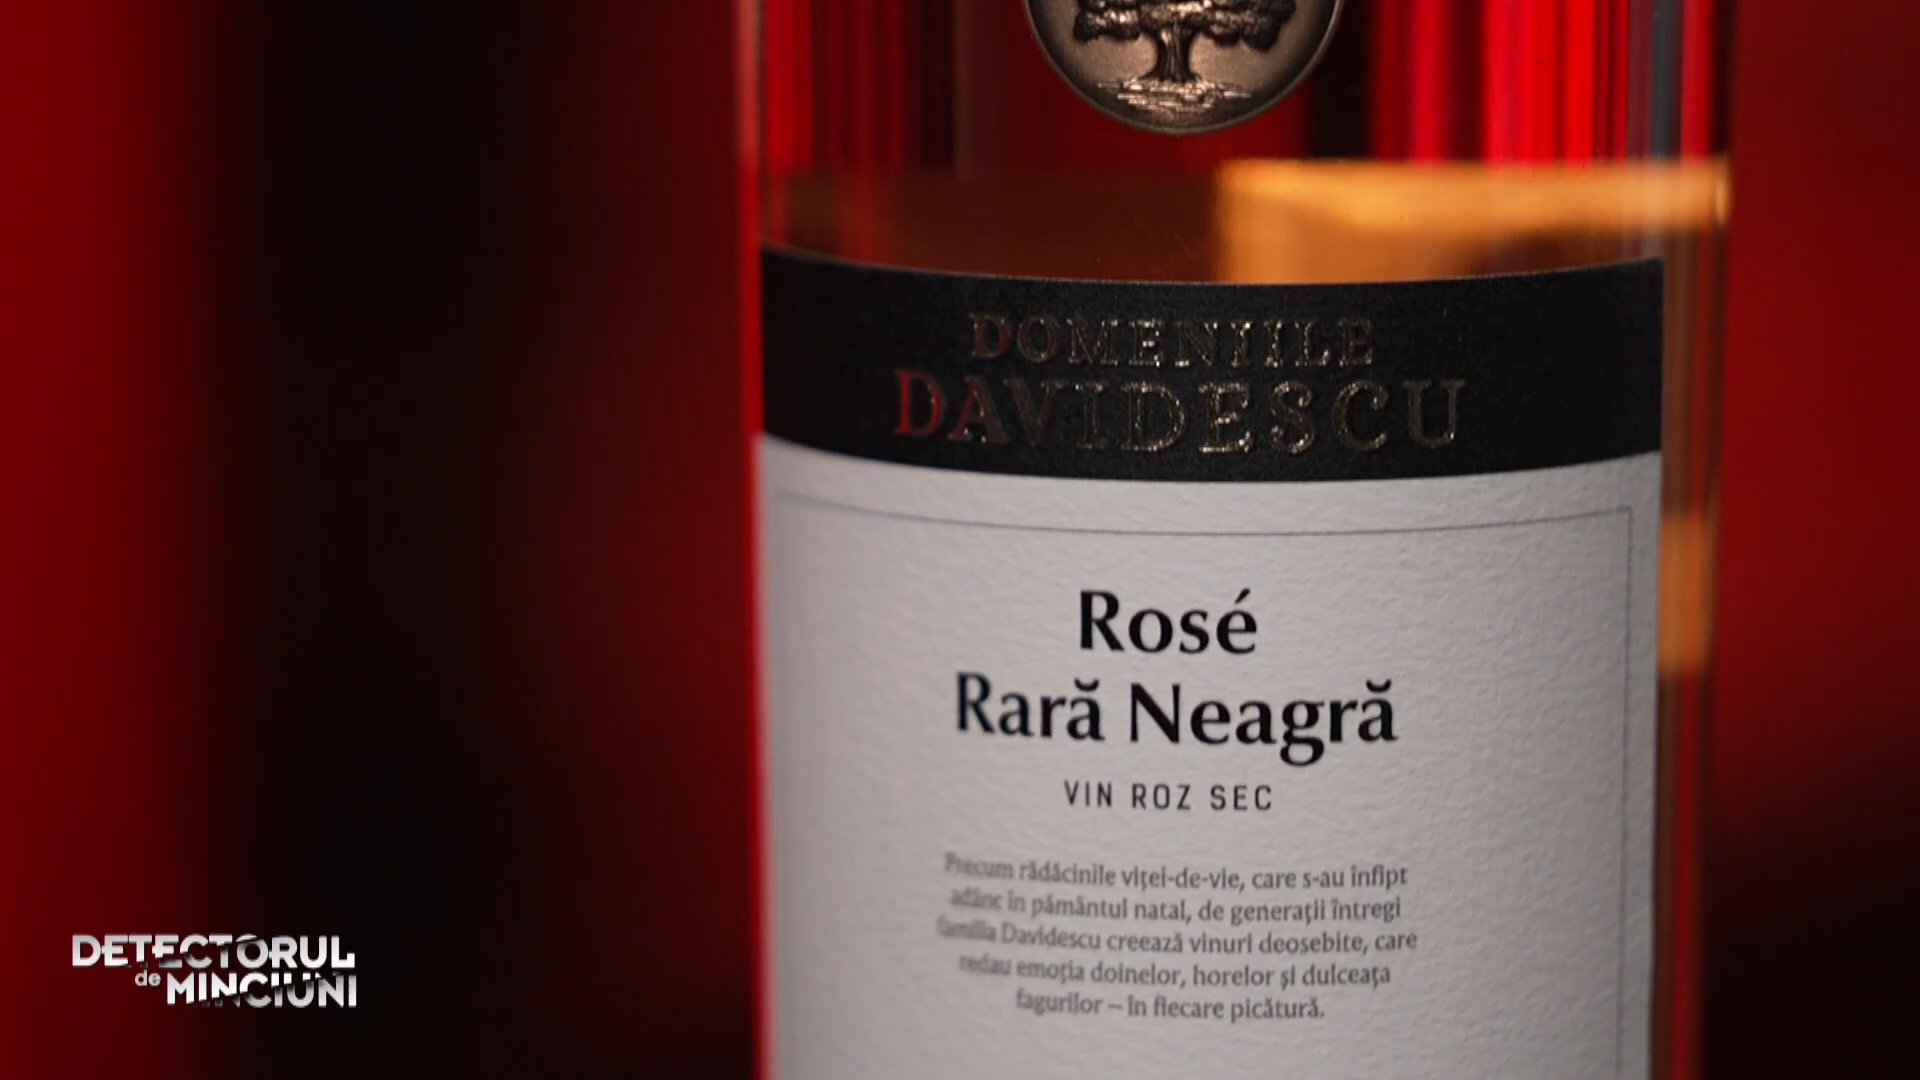 DOMENIILE
DAVIDESCU
Rosé
Rară Neagră
VIN ROZ SEC
Precum rădăcinile viței-de-vie, care s-au înfipt
adânc în pământul natal, de generații întregi
familia Davidescu creează vinuri deosebite, care
redau emoția doinelor, horelor și dulceața
fagurilor – în fiecare picătură.
DETECTORUL
de MINCIUNI